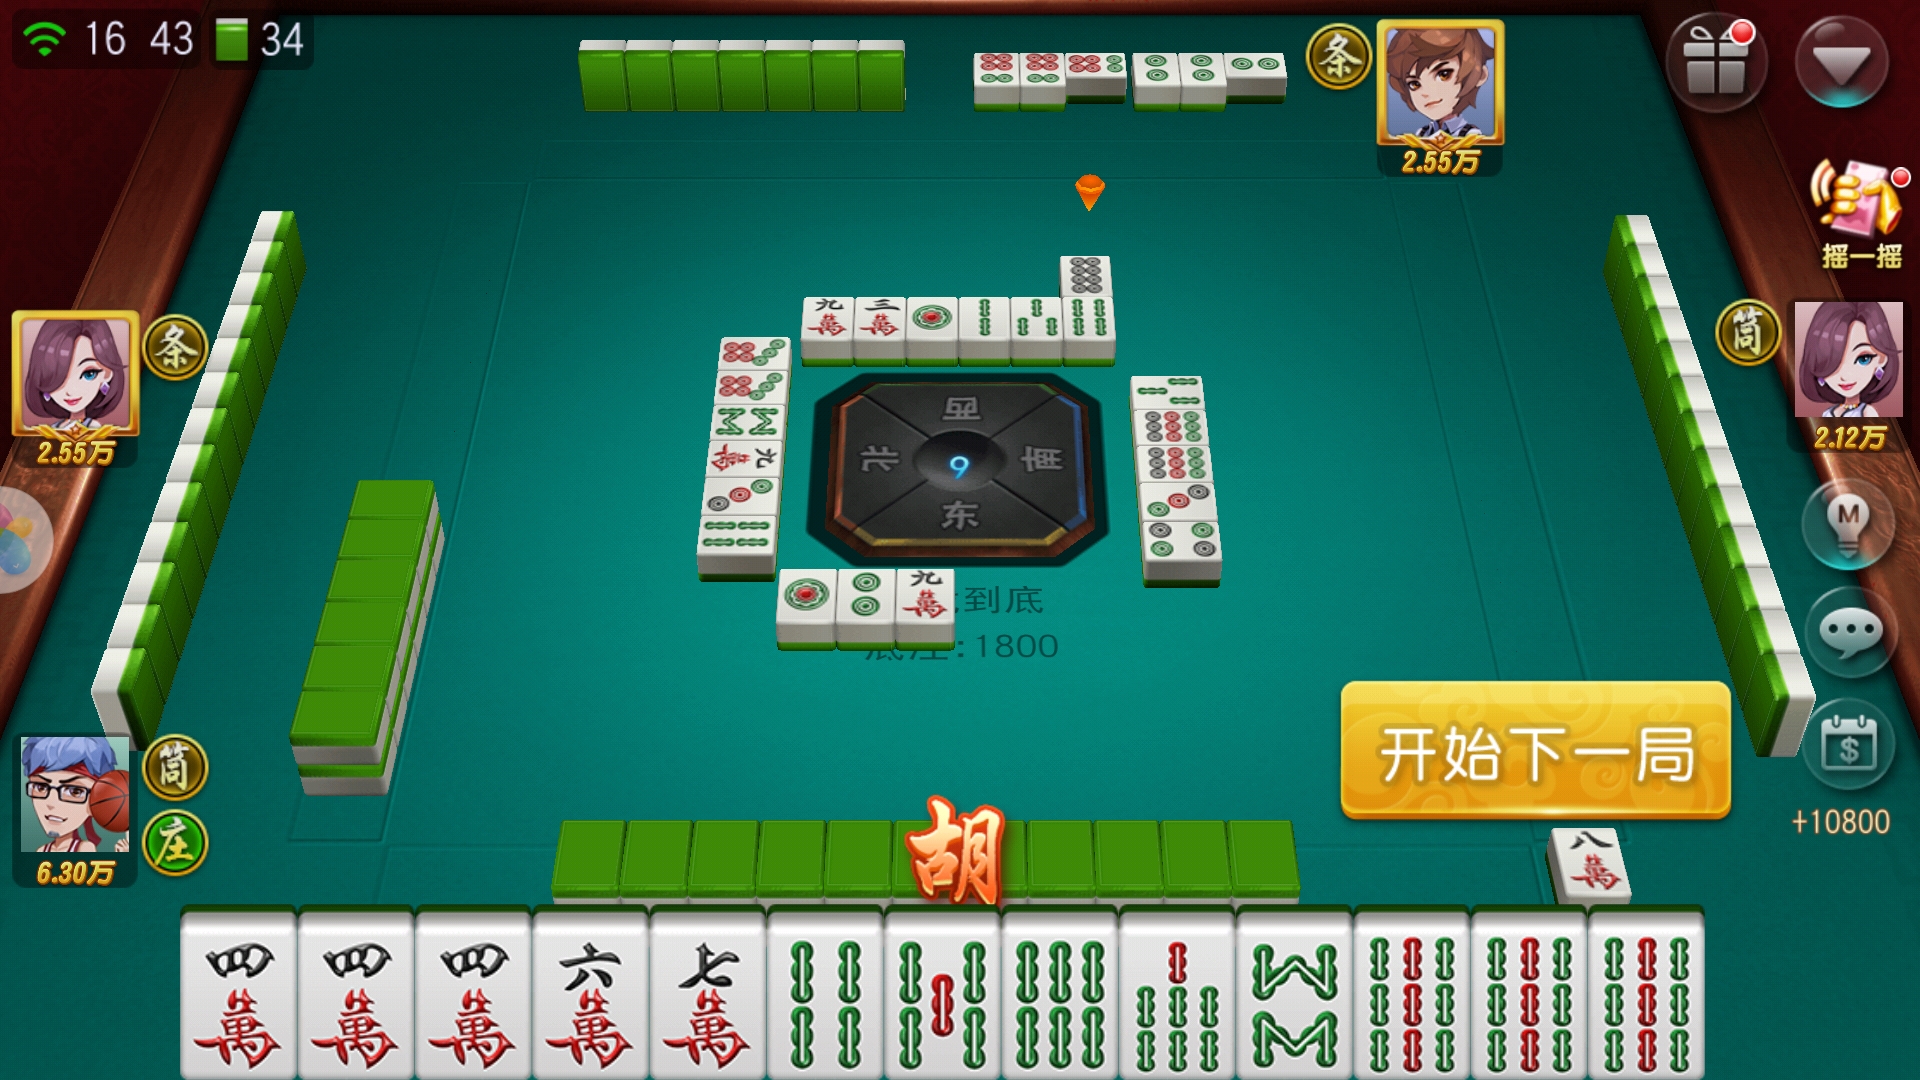 16 43 34
条
2.55万
摇一摇
九萬 三萬
条
2.55万
筒
2.12万
西
北 9 南
东
九萬
九萬
到底
底注:1800
M
开始下一局
$
+10800
筒
庄
6.30万
胡
八萬
四萬 四萬 四萬 六萬 七萬